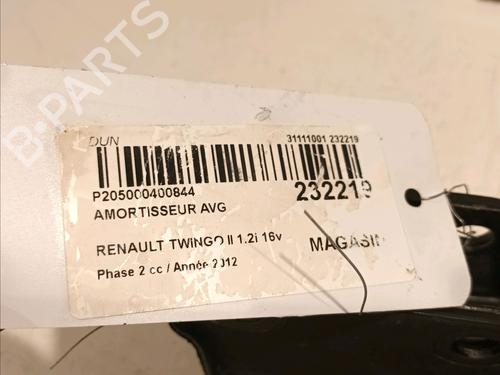 B-PARTS
DUN 31111001 232219
P205000400844 232219
AMORTISSEUR AVG
RENAULT TWINGO II 1.2i 16v MAGASIN
Phase 2 cc / Année 2012